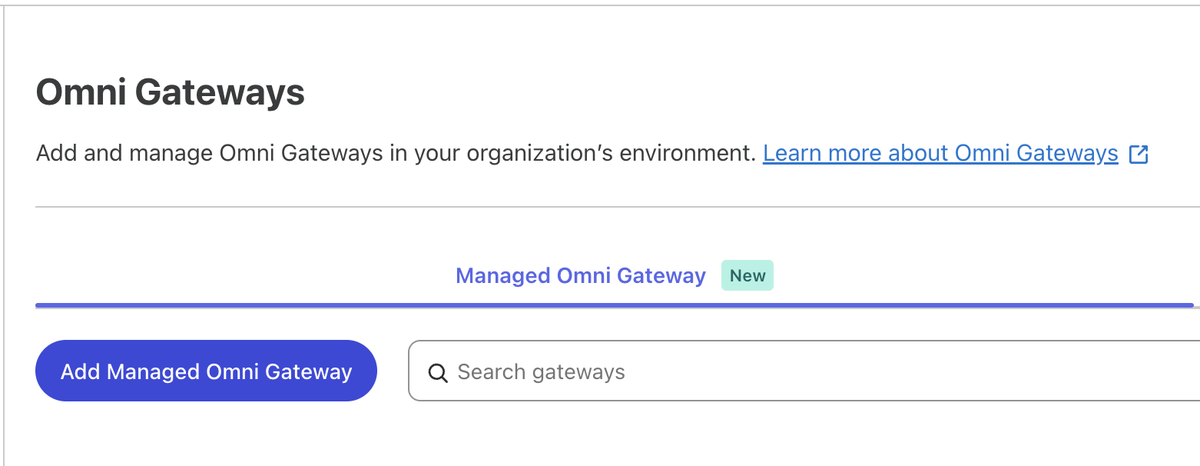 Omni Gateways
Add and manage Omni Gateways in your organization’s environment. Learn more about Omni Gateways
Managed Omni Gateway New
Add Managed Omni Gateway Search gateways